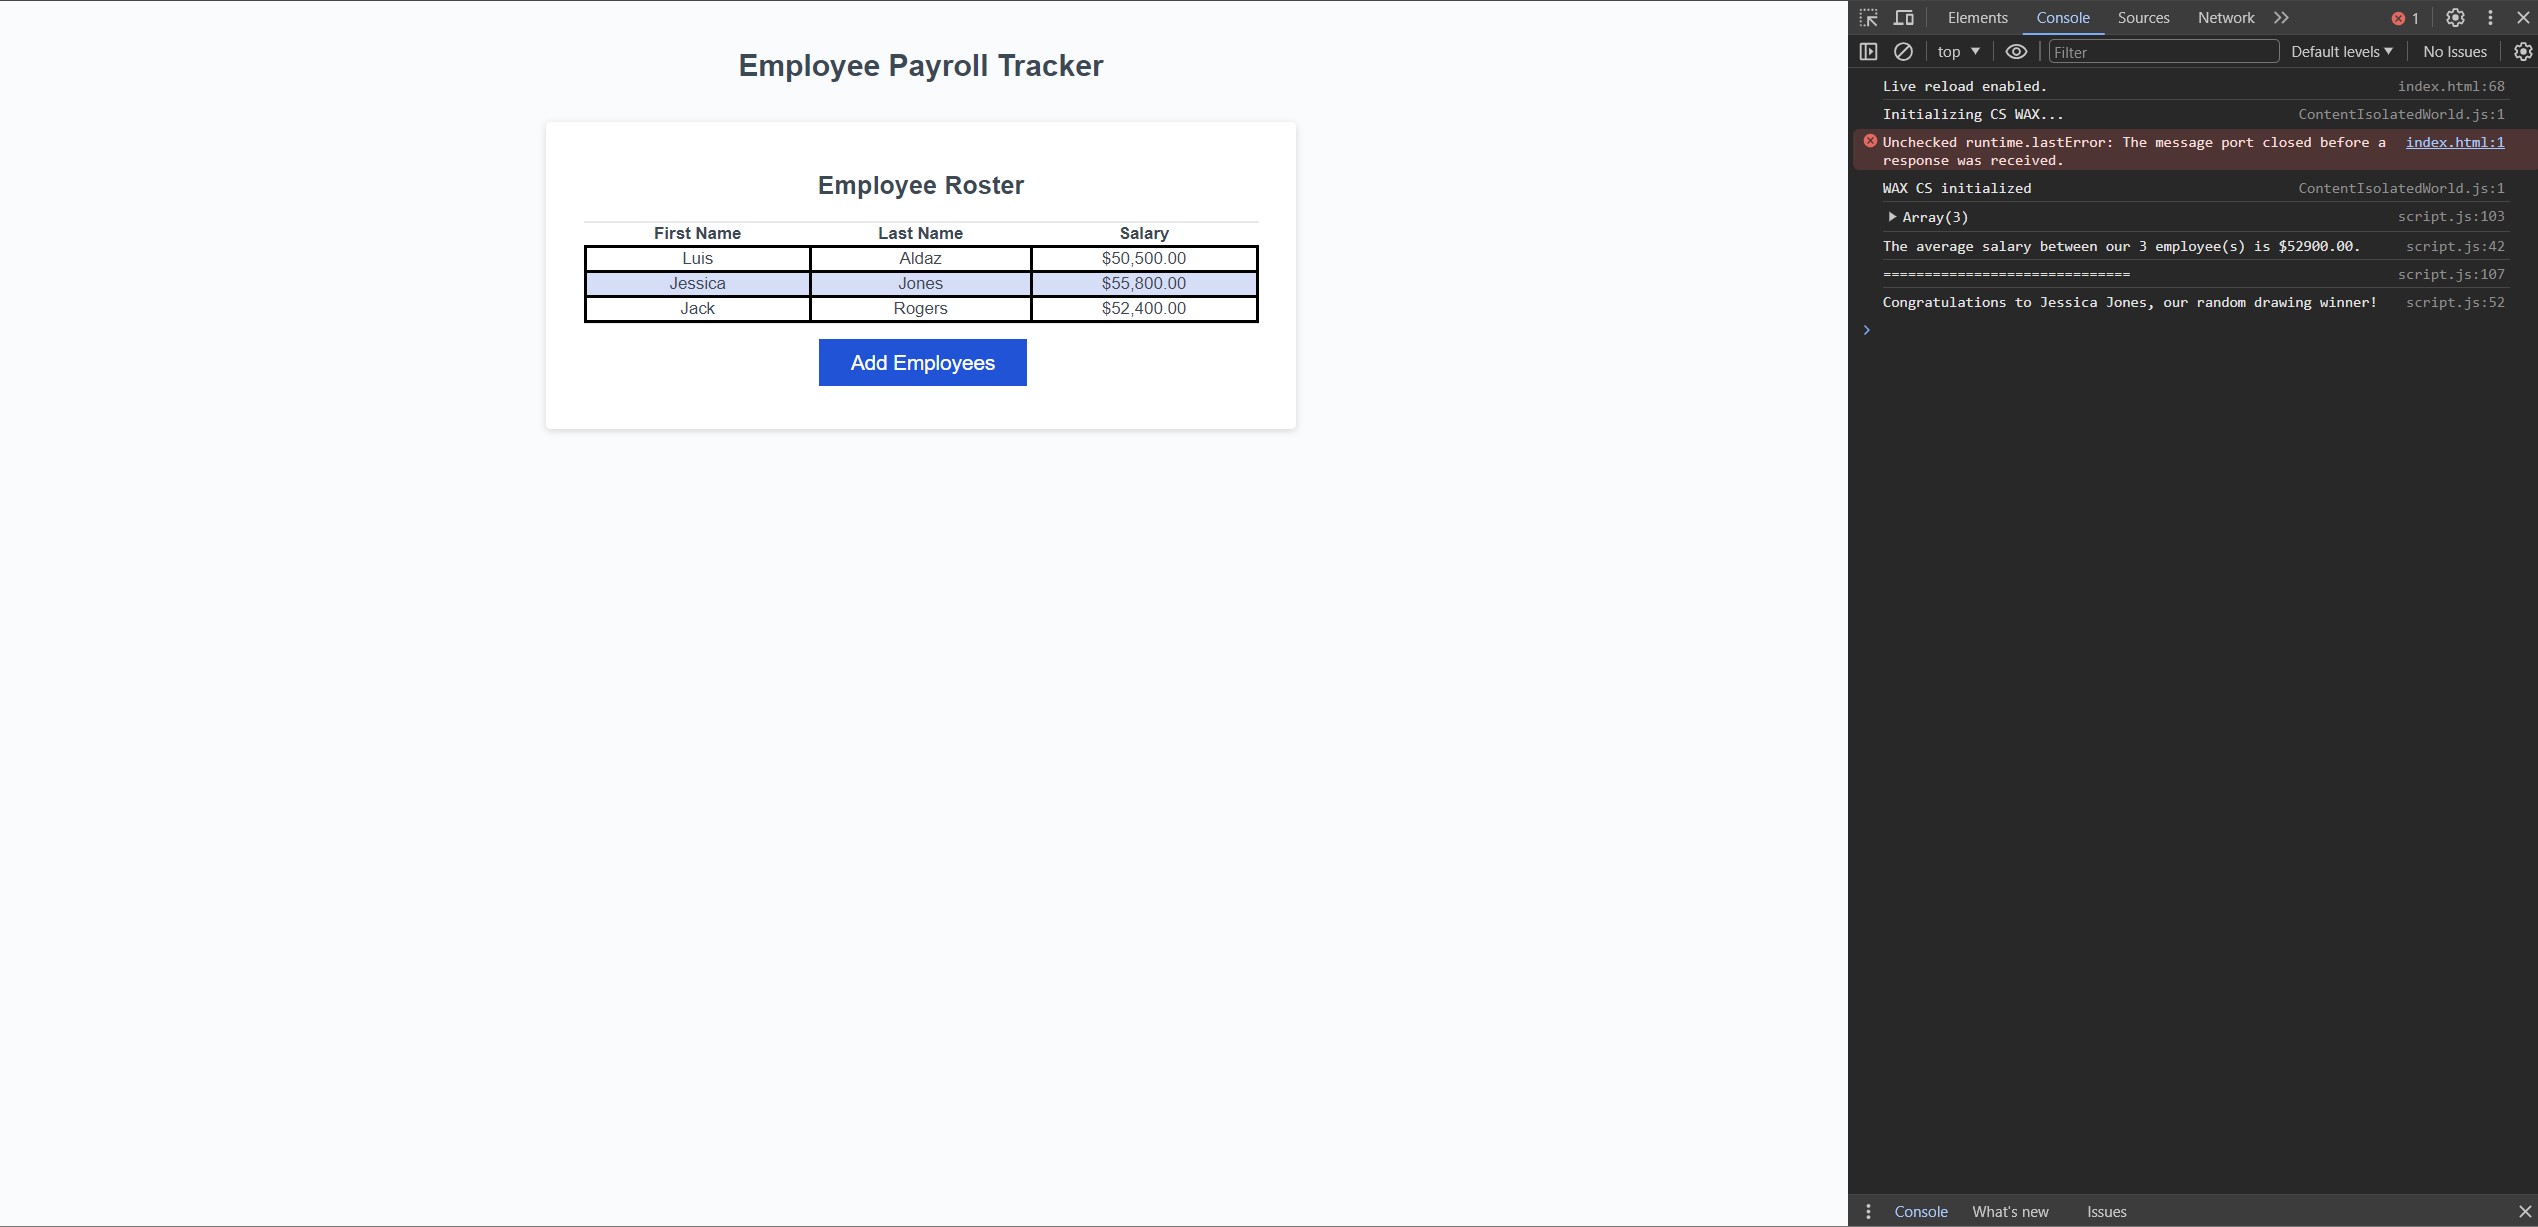 Employee Payroll Tracker
Employee Roster
First Name Last Name Salary
Luis Aldaz $50,500.00
Jessica Jones $55,800.00
Jack Rogers $52,400.00
Add Employees
Elements Console Sources Network 1
top Filter Default levels No Issues
Live reload enabled. index.html:68
Initializing CS WAX... ContentIsolatedWorld.js:1
Unchecked runtime.lastError: The message port closed before a index.html:1
response was received.
WAX CS initialized ContentIsolatedWorld.js:1
Array(3) script.js:103
The average salary between our 3 employee(s) is $52900.00. script.js:42
============================== script.js:107
Congratulations to Jessica Jones, our random drawing winner! script.js:52
Console What's new Issues